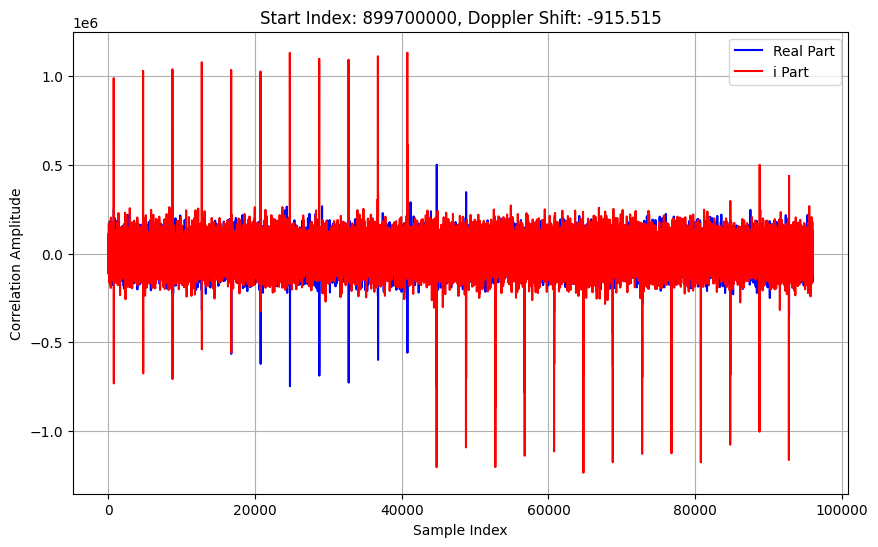 Start Index: 899700000, Doppler Shift: -915.515
1e6
Real Part
i Part
1.0
0.5
0.0
−0.5
−1.0
Correlation Amplitude
0 20000 40000 60000 80000 100000
Sample Index